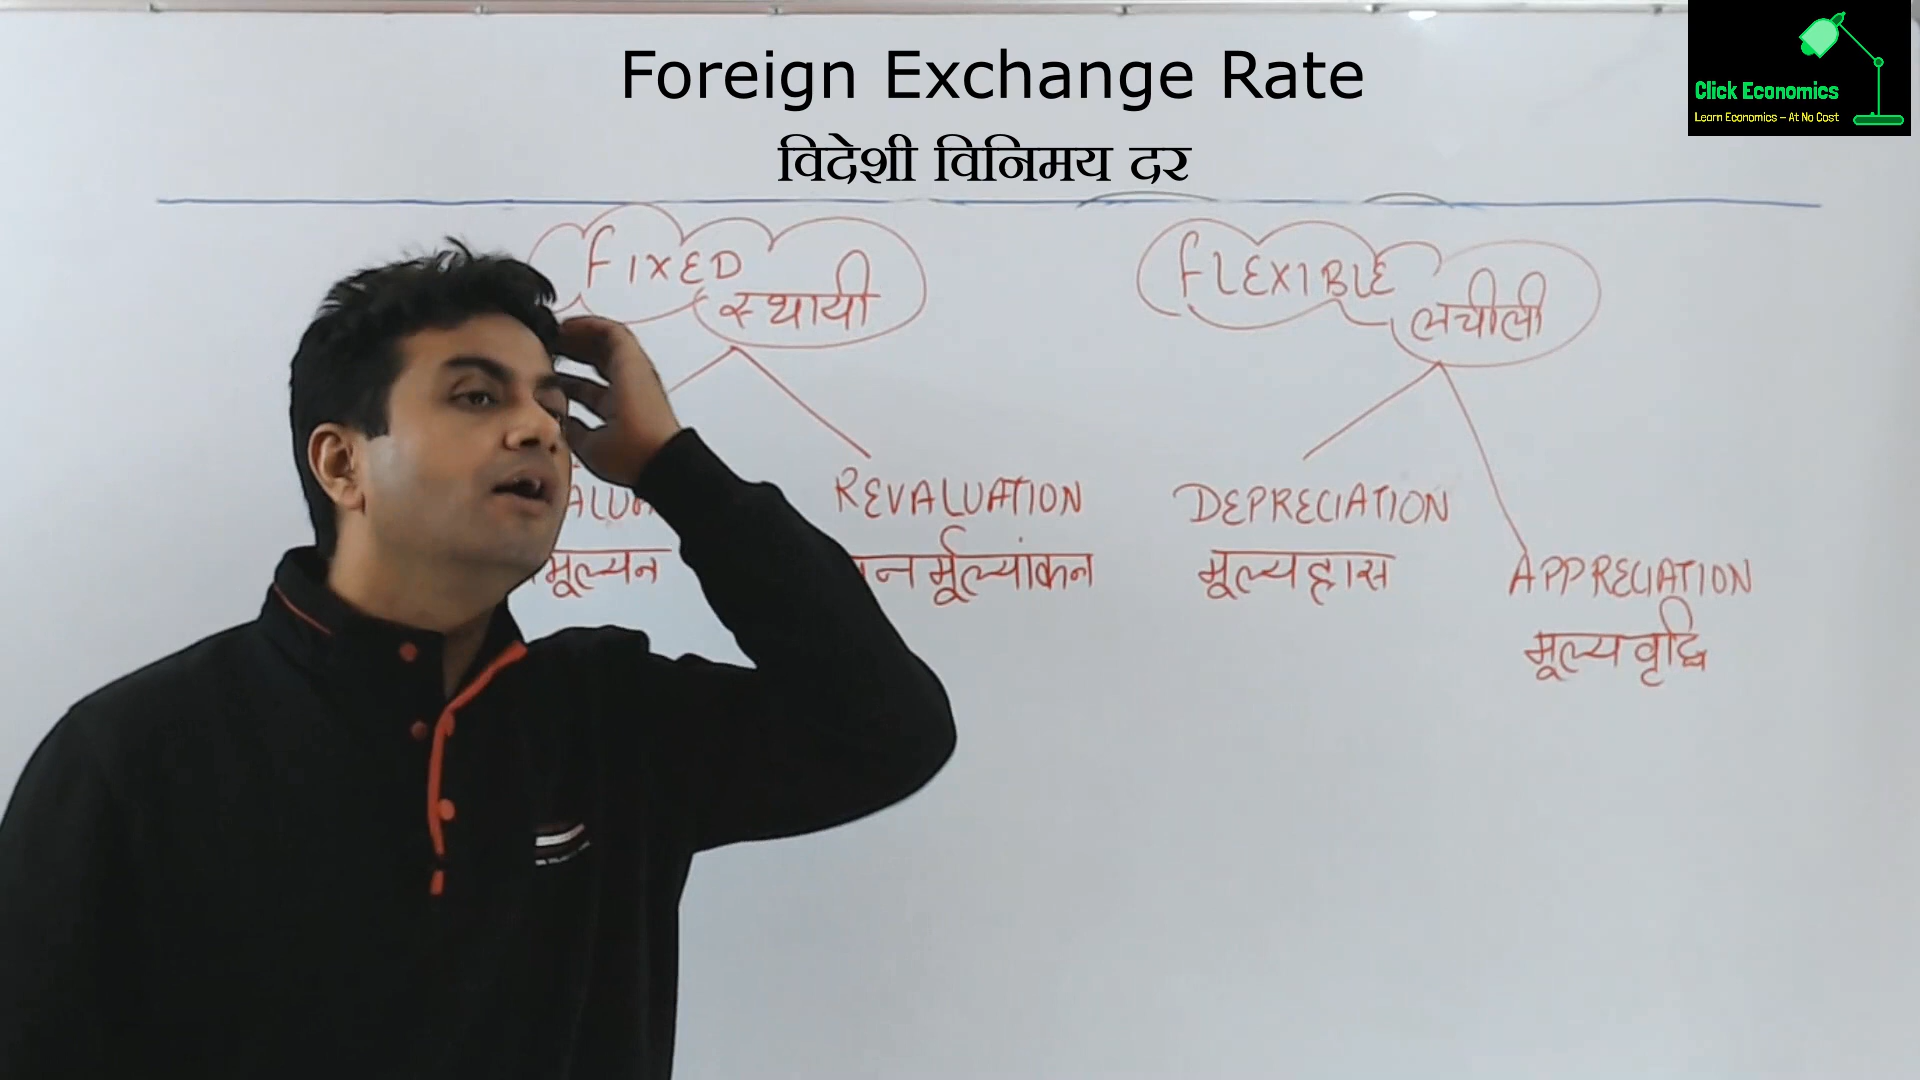 Foreign Exchange Rate
विदेशी विनिमय दर
Click Economics
Learn Economics – At No Cost
FIXED
स्थायी
FLEXIBLE
लचीली
REVALUATION
DEPRECIATION
मूल्यह्रास
APPRECIATION
मूल्यवृद्धि